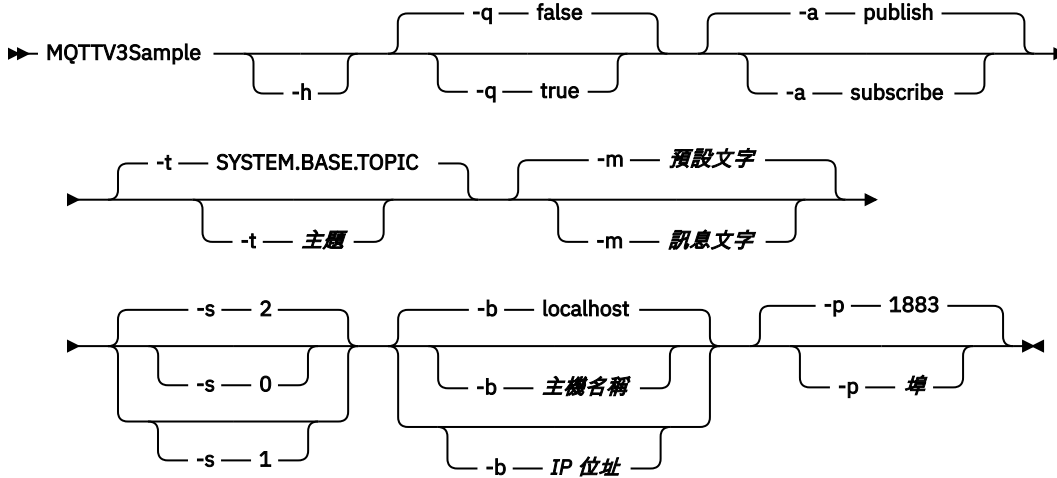 -q false -a publish
MQTTV3Sample
-h -q true -a subscribe
-t SYSTEM.BASE.TOPIC -m 預設文字
-t 主題 -m 訊息文字
-s 2 -b localhost -p 1883
-s 0 -b 主機名稱 -p 埠
-s 1 -b IP 位址